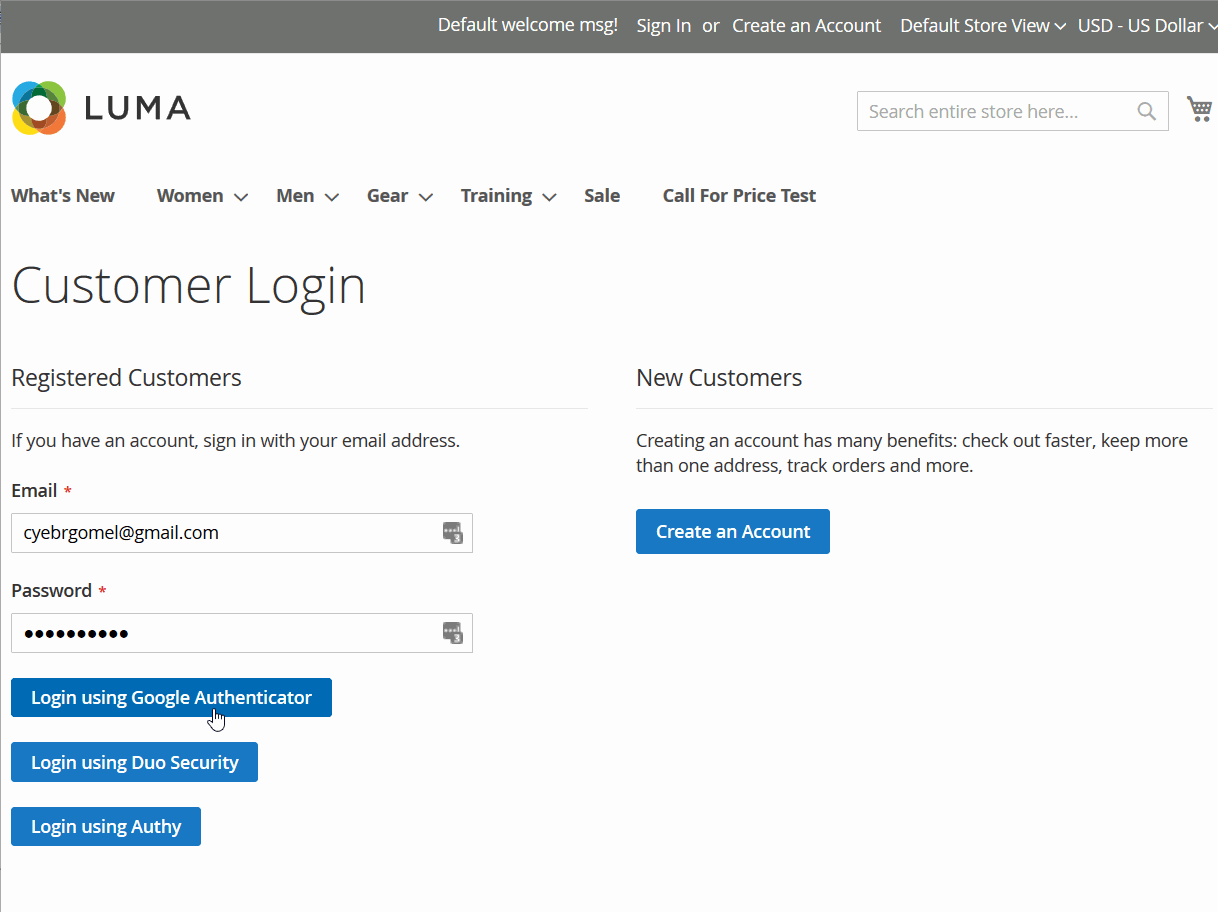 Default welcome msg! Sign In or Create an Account Default Store View USD - US Dollar
LUMA
Search entire store here...
What's New Women Men Gear Training Sale Call For Price Test
Customer Login
Registered Customers
If you have an account, sign in with your email address.
Email *
cyebrgomel@gmail.com
3
Password *
●●●●●●●●●●
3
Login using Google Authenticator
Login using Duo Security
Login using Authy
New Customers
Creating an account has many benefits: check out faster, keep more
than one address, track orders and more.
Create an Account